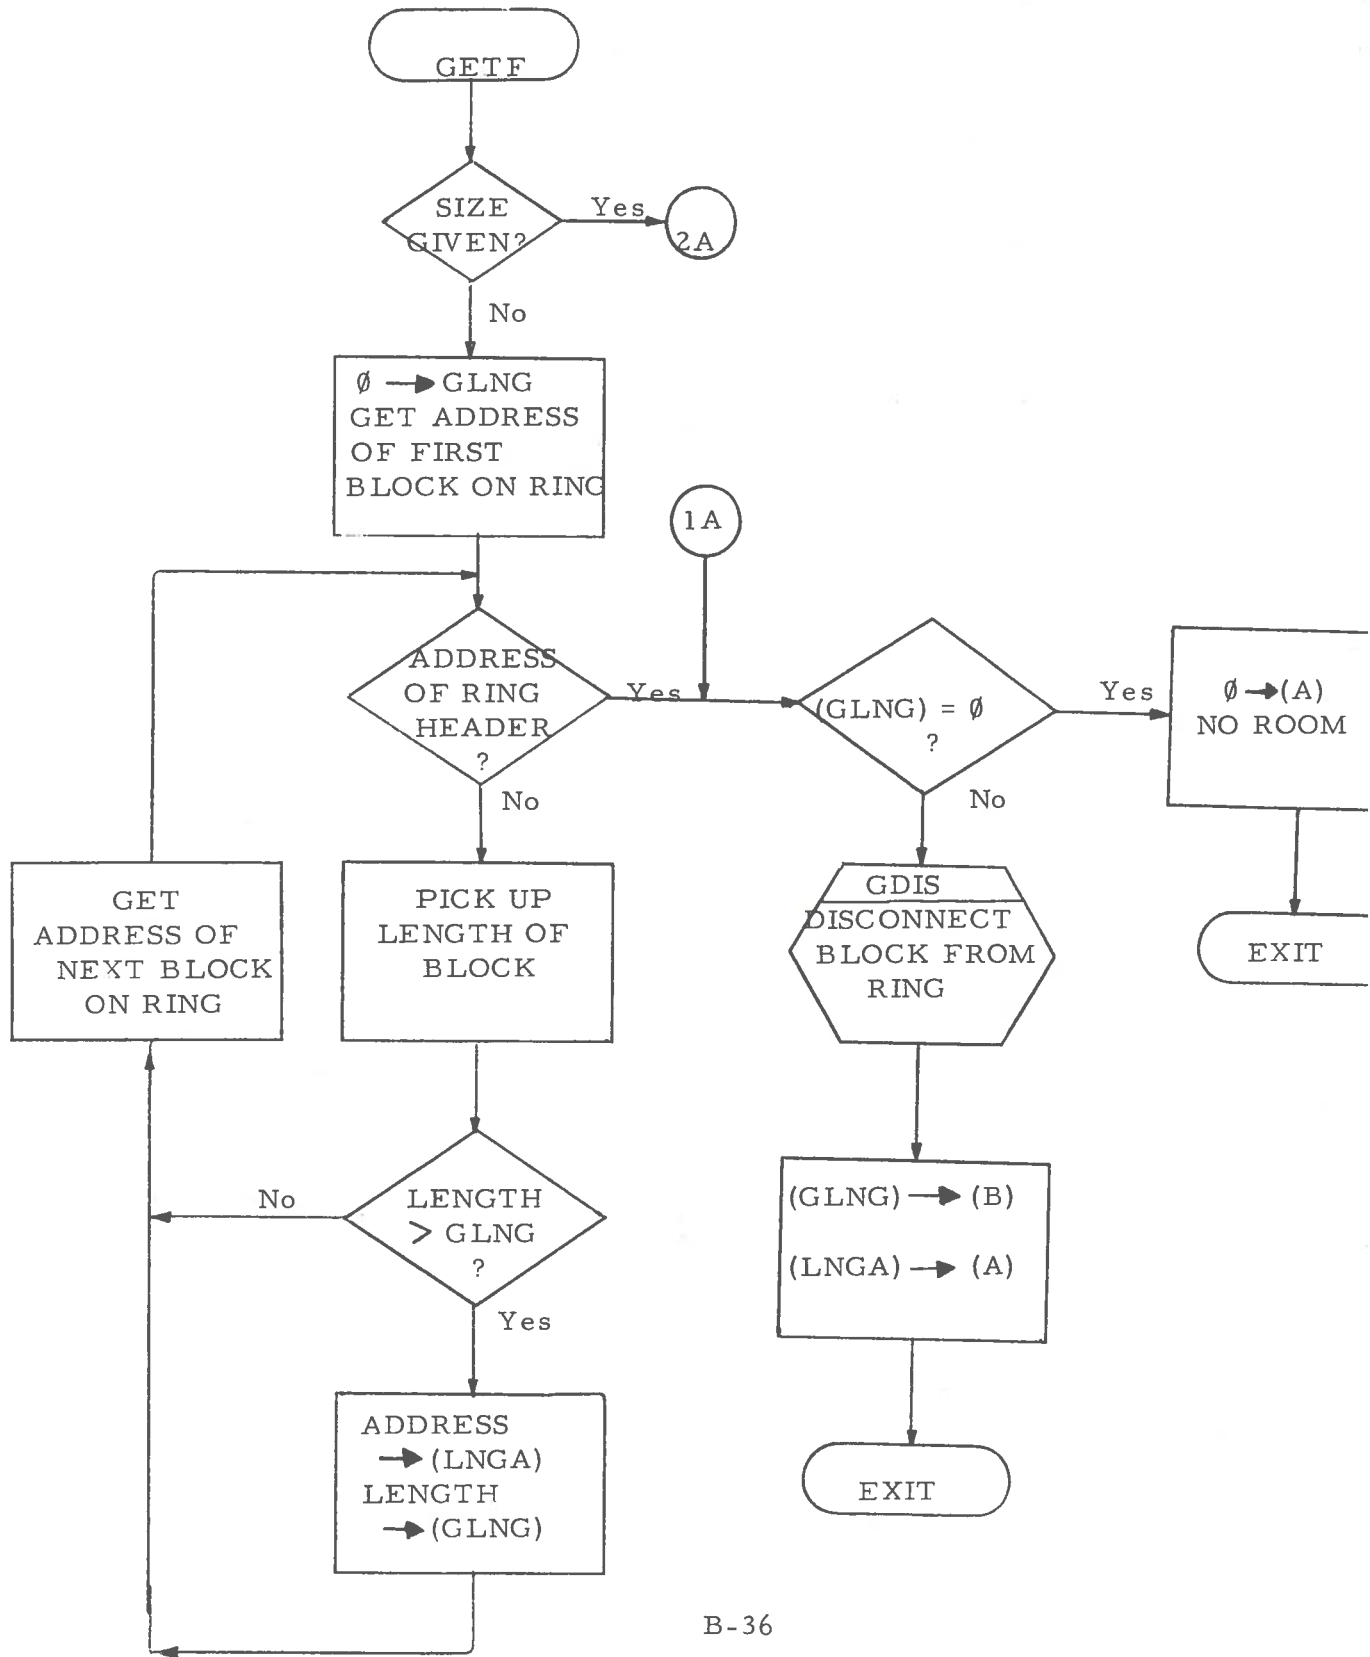 GETF
SIZE
GIVEN?
Yes
2A
No
Ø → GLNG
GET ADDRESS
OF FIRST
BLOCK ON RING
1A
ADDRESS
OF RING
HEADER
?
Yes
(GLNG) = Ø
?
Yes
Ø → (A)
NO ROOM
EXIT
No
No
GDIS
DISCONNECT
BLOCK FROM
RING
GET
ADDRESS OF
NEXT BLOCK
ON RING
PICK UP
LENGTH OF
BLOCK
LENGTH
> GLNG
?
No
Yes
(GLNG) → (B)
(LNGA) → (A)
ADDRESS
→ (LNGA)
LENGTH
→ (GLNG)
EXIT
B-36